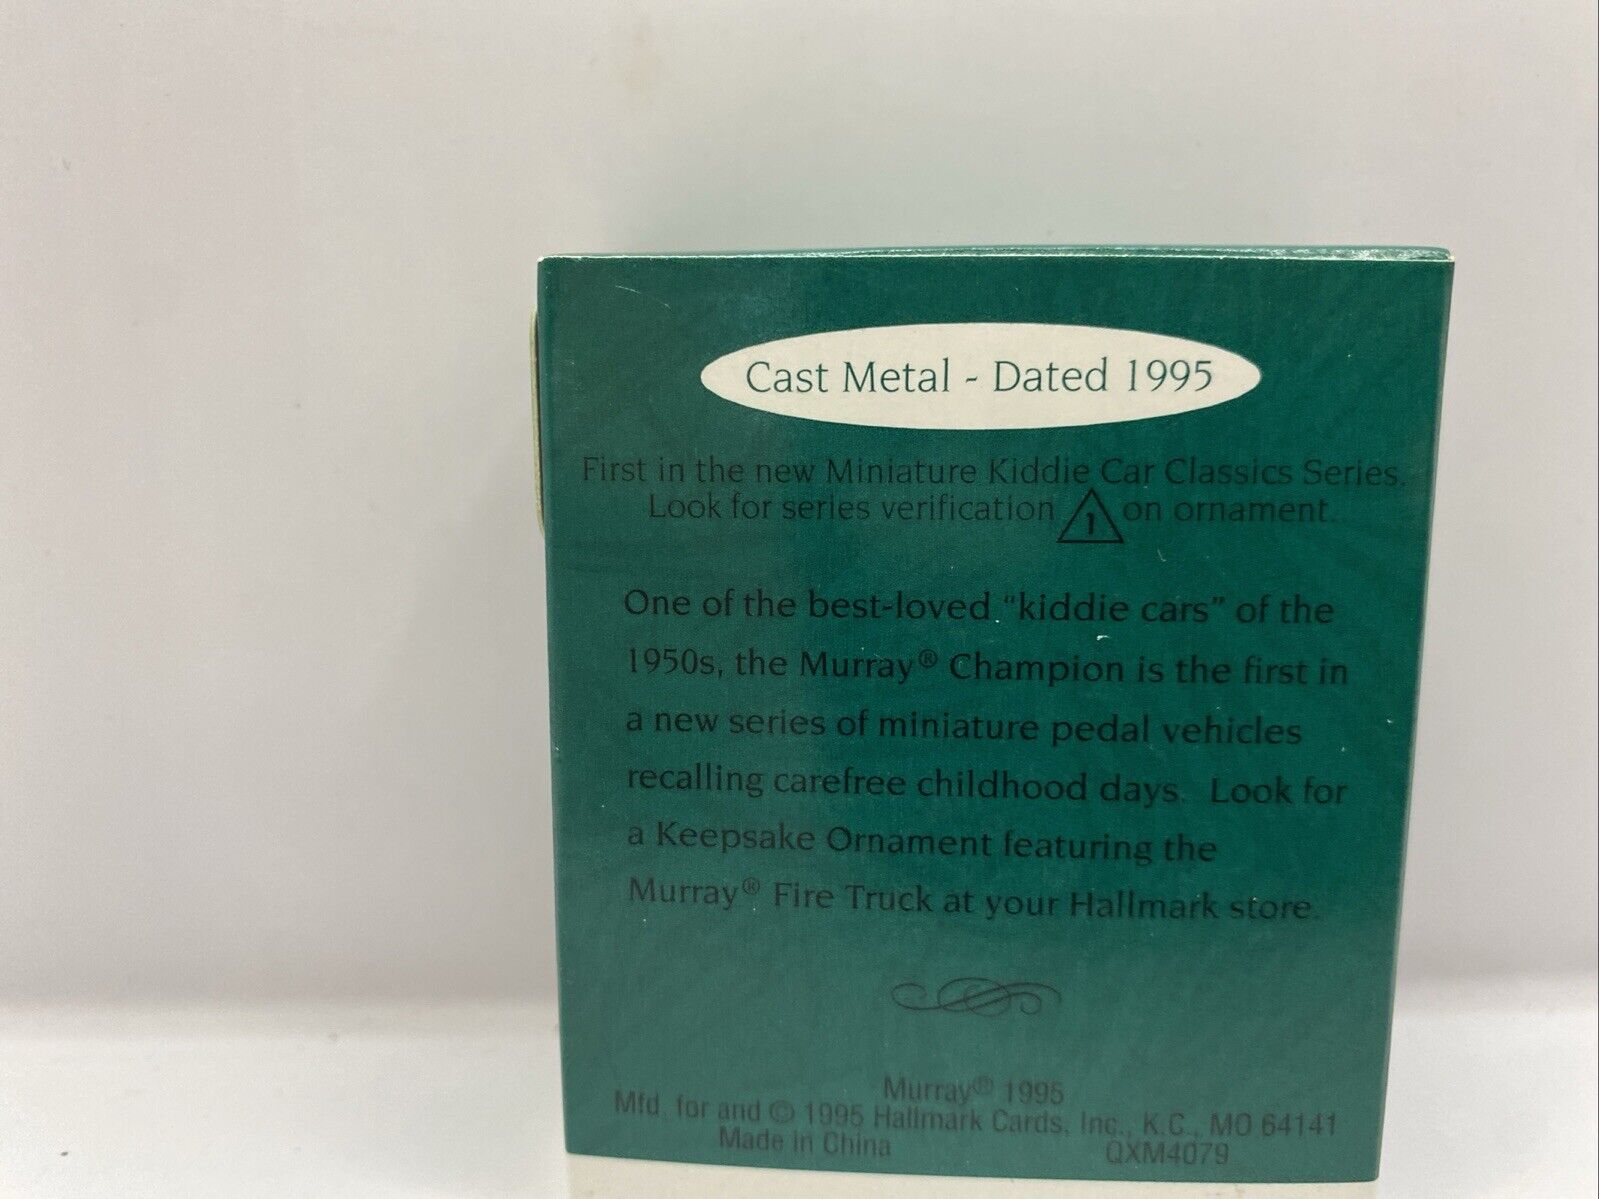 Cast Metal - Dated 1995
First in the new Miniature Kiddie Car Classics Series.
Look for series verification 1 on ornament.
One of the best-loved "kiddie cars" of the
1950s, the Murray® Champion is the first in
a new series of miniature pedal vehicles
recalling carefree childhood days. Look for
a Keepsake Ornament featuring the
Murray® Fire Truck at your Hallmark store.
Murray® 1995
Mfd. for and © 1995 Hallmark Cards, Inc., K.C., MO 64141
Made in China QXM4079